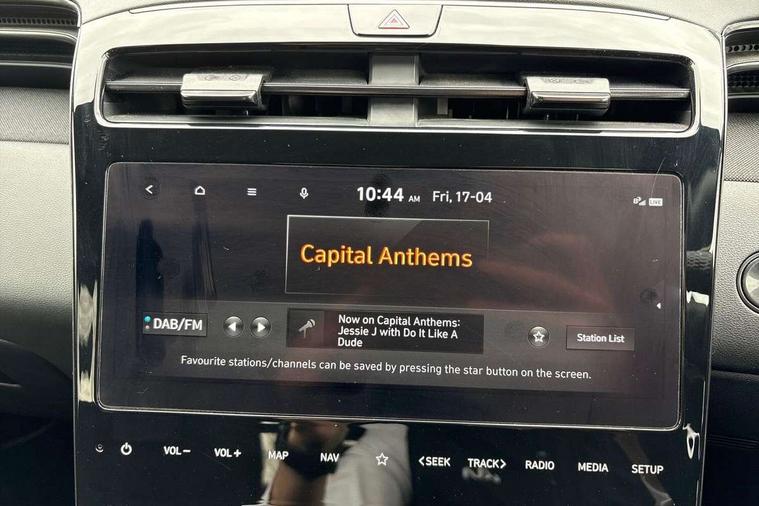 10:44 AM Fri, 17-04
LIVE
Capital Anthems
DAB/FM
Now on Capital Anthems:
Jessie J with Do It Like A
Dude
Station List
Favourite stations/channels can be saved by pressing the star button on the screen.
VOL− VOL+ MAP NAV SEEK TRACK RADIO MEDIA SETUP